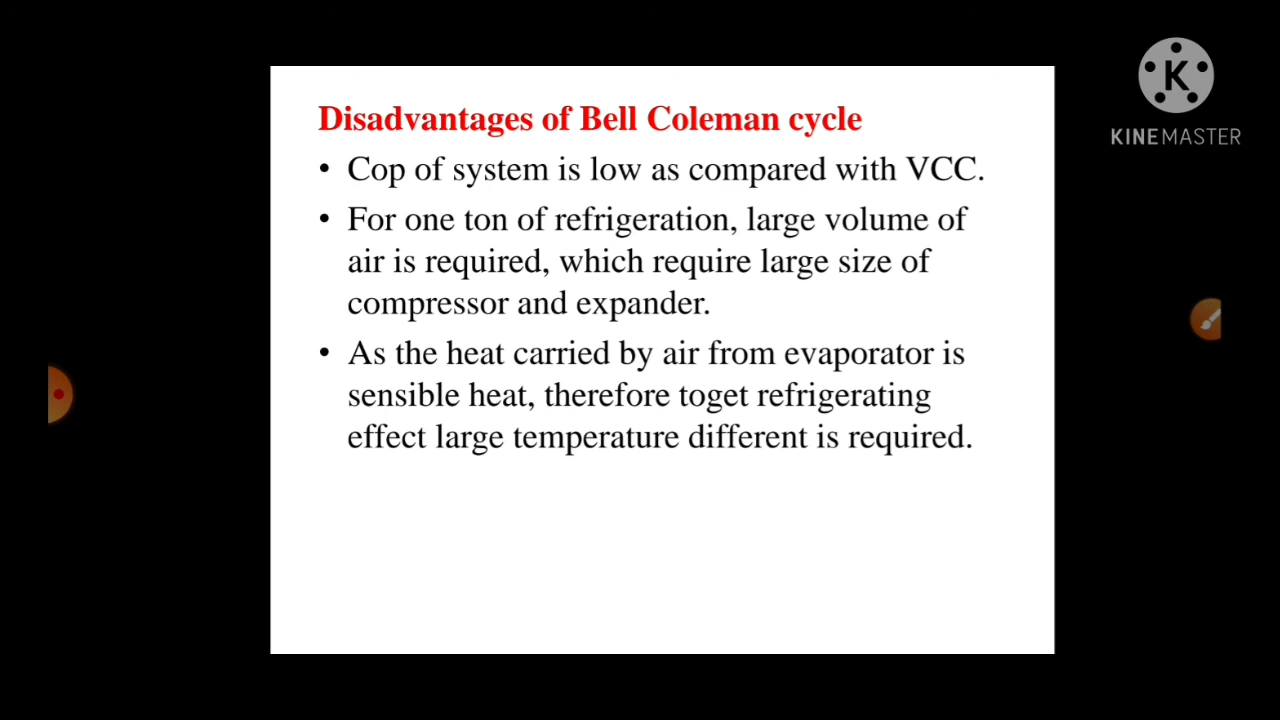 Disadvantages of Bell Coleman cycle
• Cop of system is low as compared with VCC.
• For one ton of refrigeration, large volume of
air is required, which require large size of
compressor and expander.
• As the heat carried by air from evaporator is
sensible heat, therefore toget refrigerating
effect large temperature different is required.
K
KINEMASTER